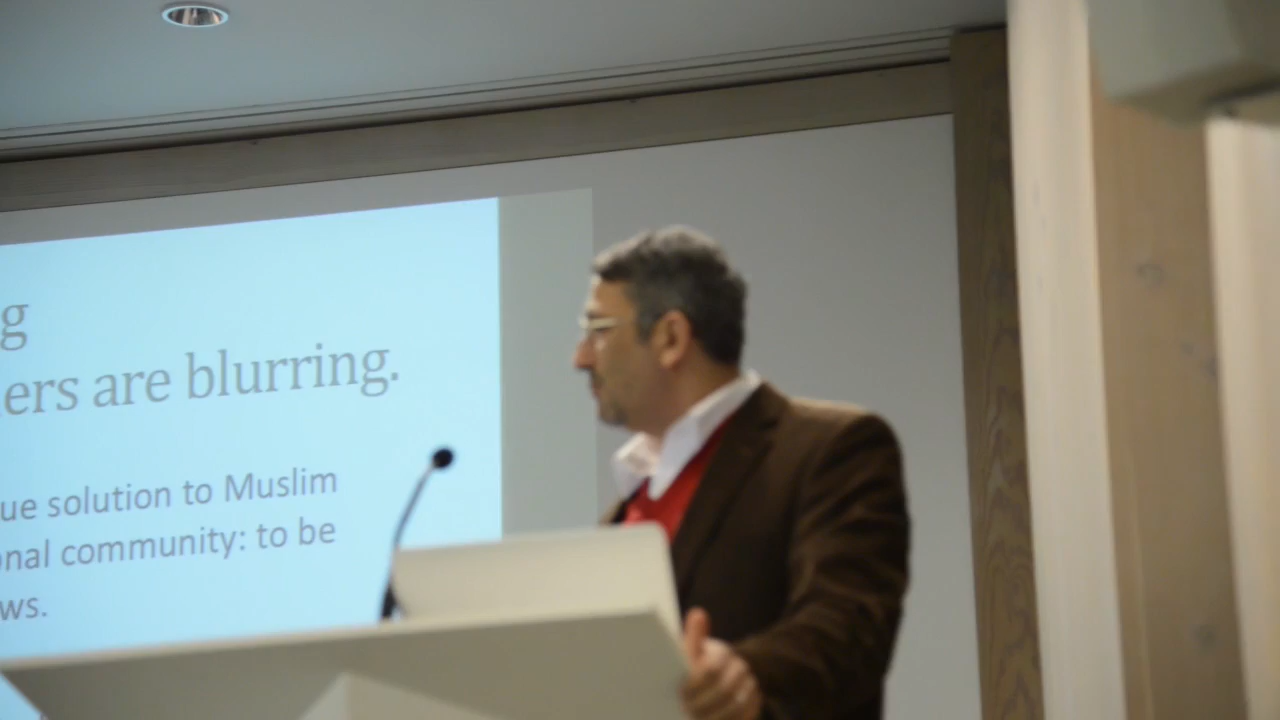 g
ers are blurring.
ue solution to Muslim
onal community: to be
ws.